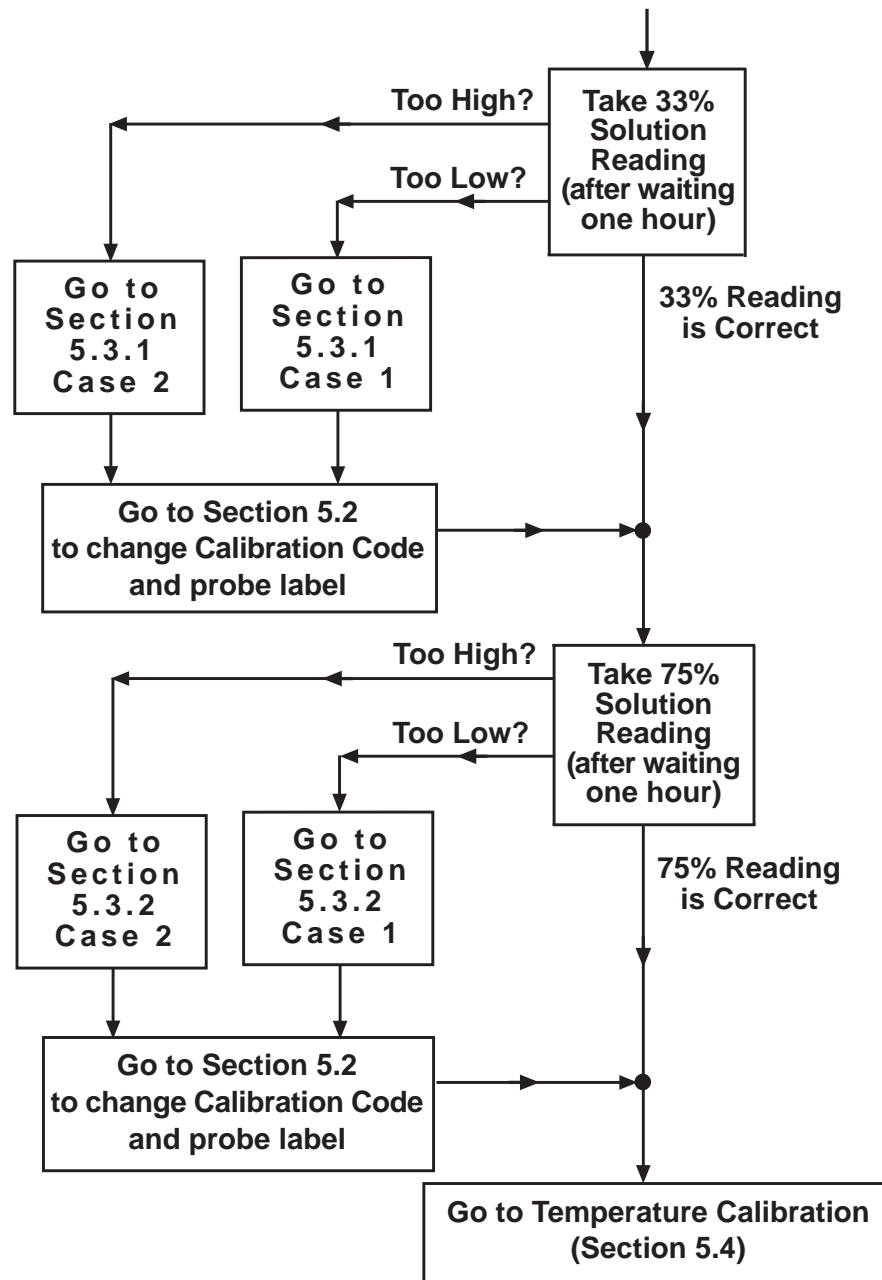 Too High?
Take 33%
Solution
Reading
(after waiting
one hour)
Too Low?
Go to
Section
5.3.1
Case 2
Go to
Section
5.3.1
Case 1
33% Reading
is Correct
Go to Section 5.2
to change Calibration Code
and probe label
Too High?
Take 75%
Solution
Reading
(after waiting
one hour)
Too Low?
Go to
Section
5.3.2
Case 2
Go to
Section
5.3.2
Case 1
75% Reading
is Correct
Go to Section 5.2
to change Calibration Code
and probe label
Go to Temperature Calibration
(Section 5.4)